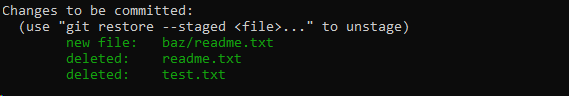 Changes to be committed:
  (use "git restore --staged <file>..." to unstage)
        new file:   baz/readme.txt
        deleted:    readme.txt
        deleted:    test.txt